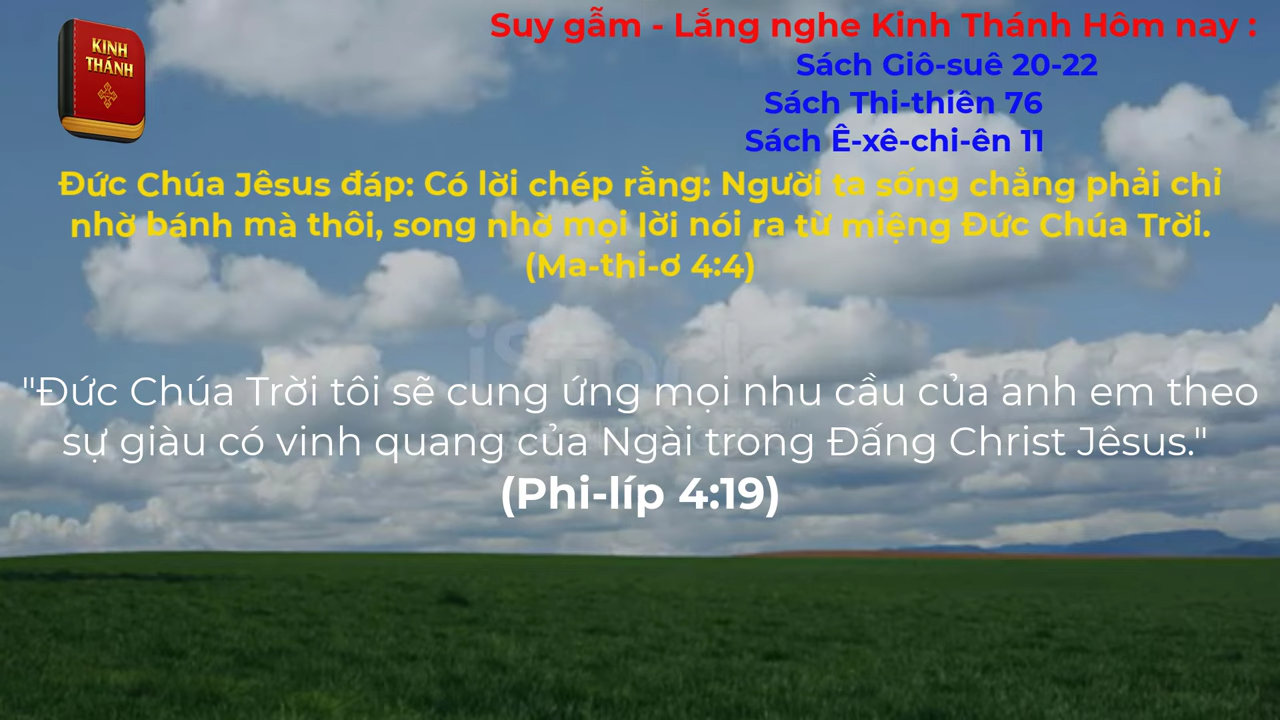 KINH
THÁNH
Suy gẫm - Lắng nghe Kinh Thánh Hôm nay :
Sách Giô-suê 20-22
Sách Thi-thiên 76
Sách Ê-xê-chi-ên 11
Đức Chúa Jêsus đáp: Có lời chép rằng: Người ta sống chẳng phải chỉ
nhờ bánh mà thôi, song nhờ mọi lời nói ra từ miệng Đức Chúa Trời.
(Ma-thi-ơ 4:4)
iStock
"Đức Chúa Trời tôi sẽ cung ứng mọi nhu cầu của anh em theo
sự giàu có vinh quang của Ngài trong Đấng Christ Jêsus."
(Phi-líp 4:19)